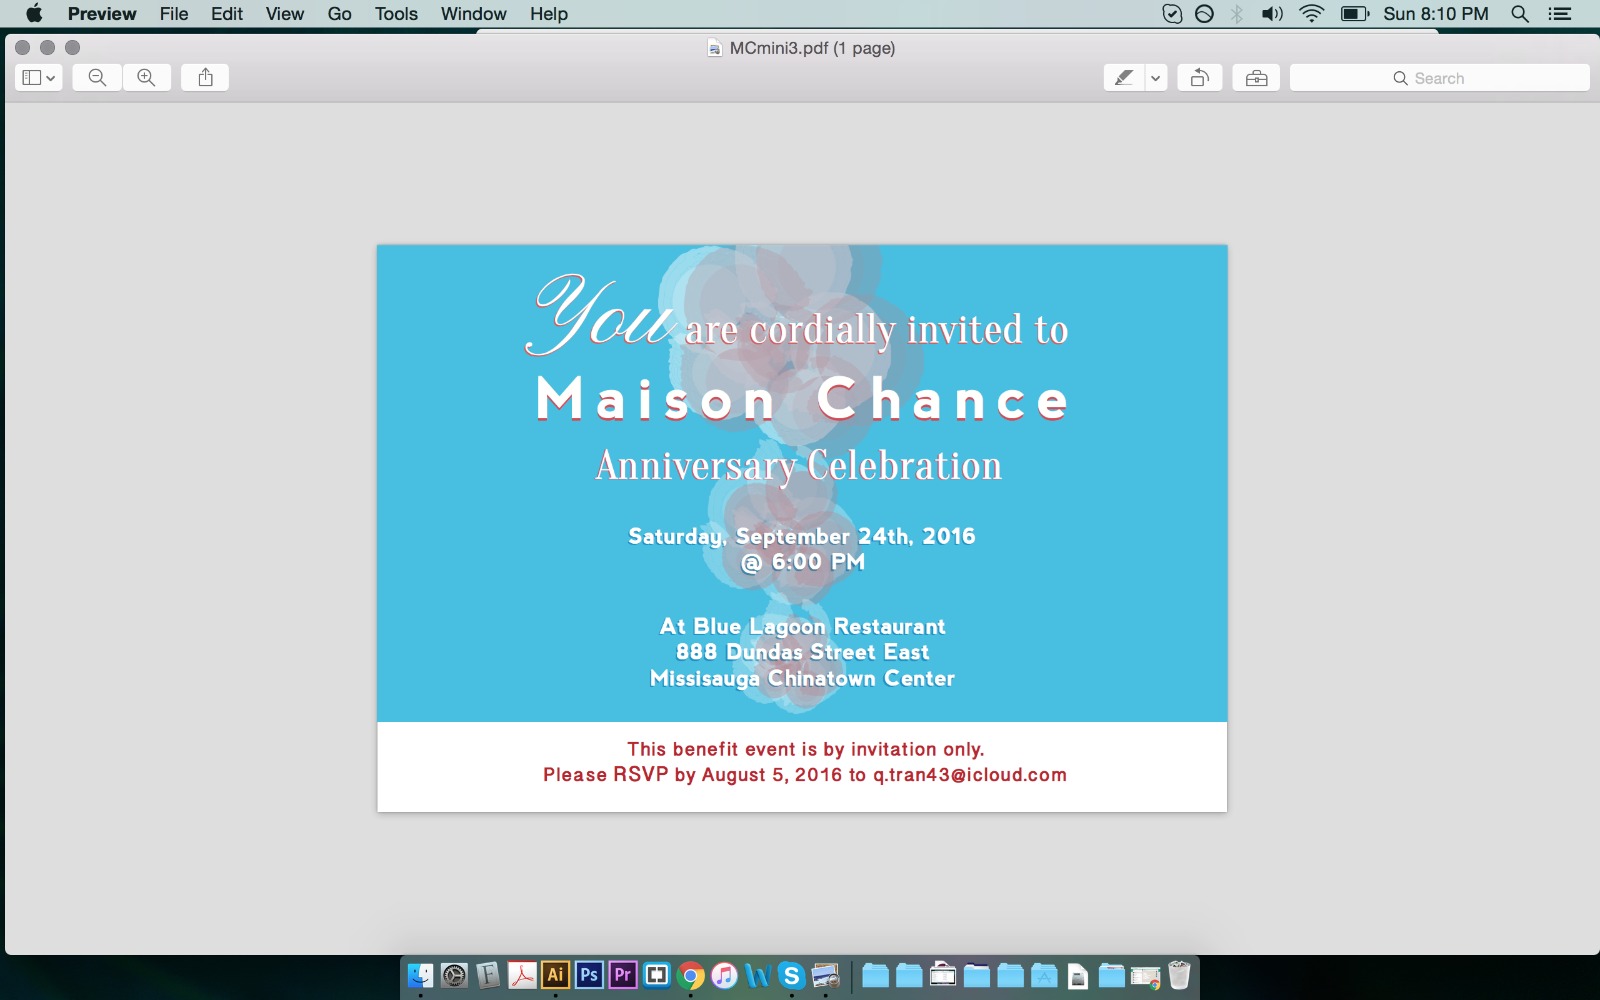 Preview File Edit View Go Tools Window Help Sun 8:10 PM
MCmini3.pdf (1 page)
Search
You are cordially invited to
Maison Chance
Anniversary Celebration
Saturday, September 24th, 2016
@ 6:00 PM
At Blue Lagoon Restaurant
888 Dundas Street East
Missisauga Chinatown Center
This benefit event is by invitation only.
Please RSVP by August 5, 2016 to q.tran43@icloud.com
F Ai Ps Pr W S